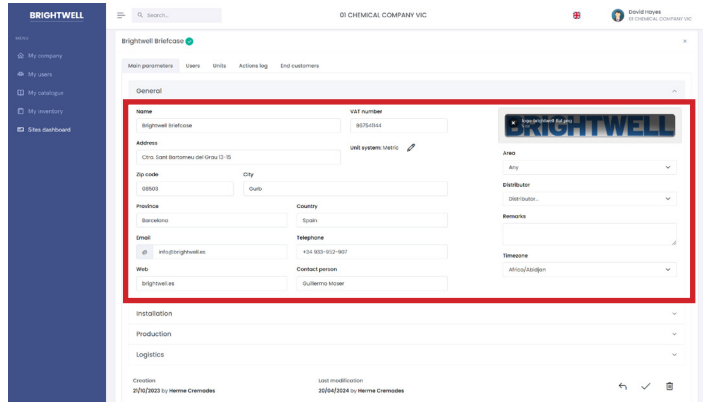 BRIGHTWELL
Search...
01 CHEMICAL COMPANY VIC
David Hayes
01 CHEMICAL COMPANY VIC
MENU
My company
My users
My catalogue
My inventory
Sites dashboard
Brightwell Briefcase
×
Main parameters Users Units Actions log End customers
General
Name
Brightwell Briefcase
VAT number
B57541144
Address
Ctra. Sant Bartomeu del Grau 13-15
Unit system: Metric
Zip code
08503
City
Gurb
Province
Barcelona
Country
Spain
Email
@ info@brightwell.es
Telephone
Web
brightwell.es
Contact person
Guillermo Moser
BRIGHTWELL
Area
Any
Distributor
Distributor...
Remarks
Timezone
Africa/Abidjan
Installation
Production
Logistics
Creation
21/10/2023 by Herme Cremades
Last modification
20/04/2024 by Herme Cremades